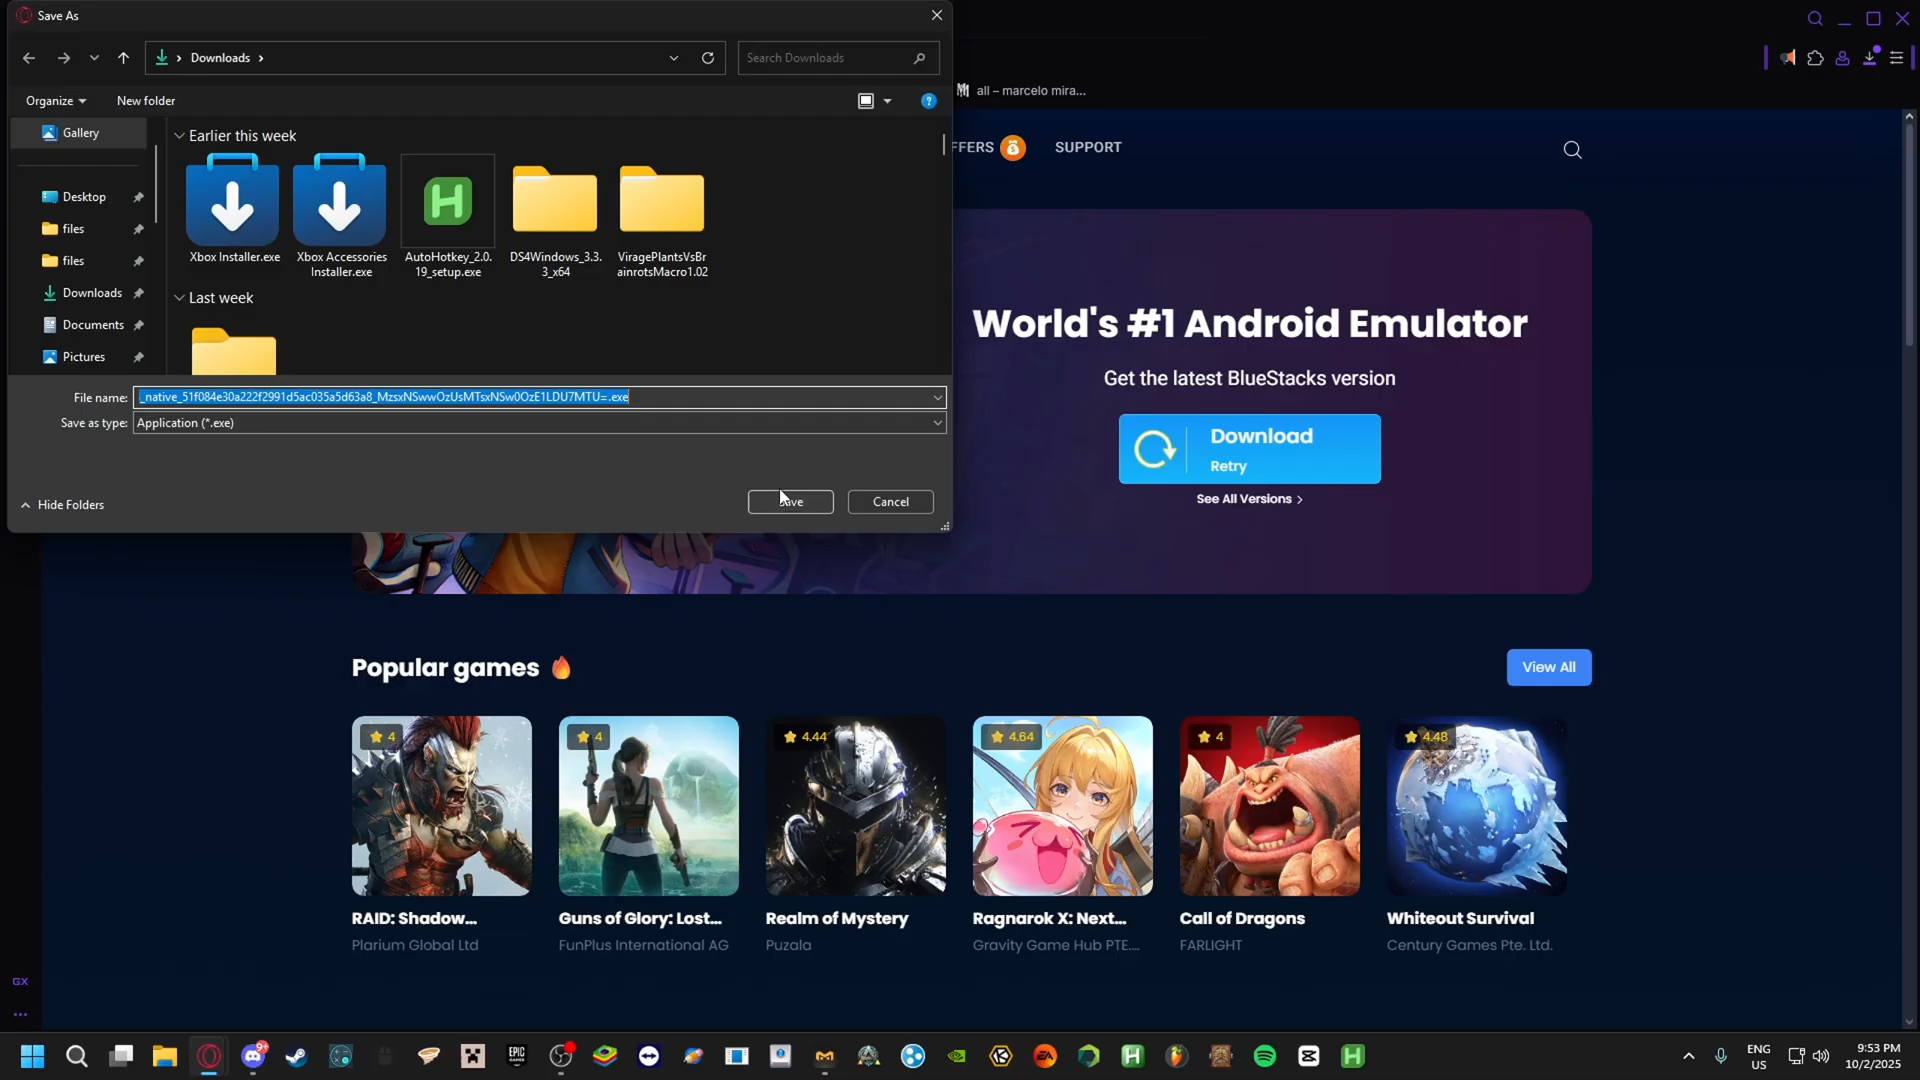 Save As
Downloads
Search Downloads
Organize
New folder
Gallery
Desktop
files
files
Downloads
Documents
Pictures
Earlier this week
Xbox Installer.exe
Xbox Accessories
Installer.exe
AutoHotkey_2.0.
19_setup.exe
DS4Windows_3.3.
3_x64
ViragePlantsVsBr
ainrotsMacro1.02
Last week
File name:
_native_51f084e30a222f2991d5ac035a5d63a8_MzsxNSwwOzUsMTsxNSw0OzE1LDU7MTU=.exe
Save as type:
Application (*.exe)
Hide Folders
Cancel
all – marcelo mira...
FFERS
SUPPORT
World's #1 Android Emulator
Get the latest BlueStacks version
Download
Retry
See All Versions
Popular games
View All
4
4
4.44
4.64
4
4.48
RAID: Shadow...
Plarium Global Ltd
Guns of Glory: Lost...
FunPlus International AG
Realm of Mystery
Puzala
Ragnarok X: Next...
Gravity Game Hub PTE....
Call of Dragons
FARLIGHT
Whiteout Survival
Century Games Pte. Ltd.
GX
9+
EPIC
GAMES
EA
ENG
US
9:53 PM
10/2/2025